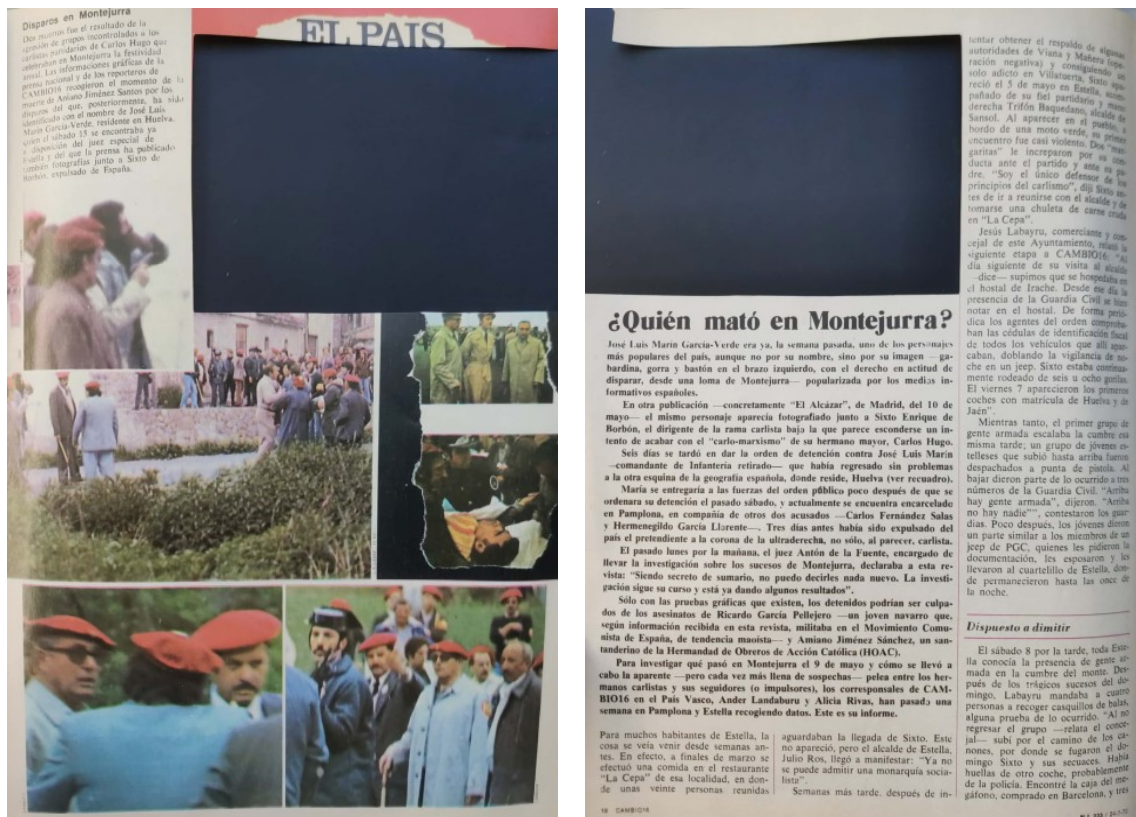 Disparos en Montejurra
Dos muertos fue el resultado de la
agresión de grupos incontrolados a los
carlistas partidarios de Carlos Hugo que
celebraban en Montejurra la festividad
anual. Las informaciones gráficas de la
prensa nacional y de los reporteros de
CAMBIO16 recogieron el momento de la
muerte de Aniano Jiménez Santos por los
disparos del que, posteriormente, ha sido
identificado con el nombre de José Luis
Marín García-Verde, residente en Huelva,
quien el sábado 15 se encontraba ya
a disposición del juez especial de
Estella y del que la prensa ha publicado
también fotografías junto a Sixto de
Borbón, expulsado de España.
EL PAIS
¿Quién mató en Montejurra?
José Luis Marín García-Verde era ya, la semana pasada, uno de los personajes
más populares del país, aunque no por su nombre, sino por su imagen —ga-
bardina, gorra y bastón en el brazo izquierdo, con el derecho en actitud de
disparar, desde una loma de Montejurra— popularizada por los medios in-
formativos españoles.
En otra publicación —concretamente "El Alcázar", de Madrid, del 10 de
mayo— el mismo personaje aparecía fotografiado junto a Sixto Enrique de
Borbón, el dirigente de la rama carlista bajo la que parece esconderse un in-
tento de acabar con el "carlo-marxismo" de su hermano mayor, Carlos Hugo.
Seis días se tardó en dar la orden de detención contra José Luis Marín
—comandante de Infantería retirado— que había regresado sin problemas
a la otra esquina de la geografía española, donde reside, Huelva (ver recuadro).
María se entregaría a las fuerzas del orden público poco después de que se
ordenara su detención el pasado sábado, y actualmente se encuentra encarcelado
en Pamplona, en compañía de otros dos acusados —Carlos Fernández Salas
y Hermenegildo García Llorente—. Tres días antes había sido expulsado del
país el pretendiente a la corona de la ultraderecha, no sólo, al parecer, carlista.
El pasado lunes por la mañana, el juez Antón de la Fuente, encargado de
llevar la investigación sobre los sucesos de Montejurra, declaraba a esta re-
vista: "Siendo secreto de sumario, no puedo decirles nada nuevo. La investi-
gación sigue su curso y está ya dando algunos resultados".
Sólo con las pruebas gráficas que existen, los detenidos podrían ser culpa-
dos de los asesinatos de Ricardo García Pellejero —un joven navarro que,
según información recibida en esta revista, militaba en el Movimiento Comu-
nista de España, de tendencia maoísta— y Amiano Jiménez Sánchez, un san-
tanderino de la Hermandad de Obreros de Acción Católica (HOAC).
Para investigar qué pasó en Montejurra el 9 de mayo y cómo se llevó a
cabo la aparente —pero cada vez más llena de sospechas— pelea entre los her-
manos carlistas y sus seguidores (o impulsores), los corresponsales de CAM-
BIO16 en el País Vasco, Ander Landaburu y Alicia Rivas, han pasado una
semana en Pamplona y Estella recogiendo datos. Este es su informe.
Para muchos habitantes de Estella, la
cosa se veía venir desde semanas an-
tes. En efecto, a finales de marzo se
efectuó una comida en el restaurante
"La Cepa" de esa localidad, en don-
de unas veinte personas reunidas
aguardaban la llegada de Sixto. Este
no apareció, pero el alcalde de Estella,
Julio Ros, llegó a manifestar: "Ya no
se puede admitir una monarquía socia-
lista".
Semanas más tarde, después de in-
tentar obtener el respaldo de algunas
autoridades de Viana y Mañera (ope-
ración negativa) y consiguiendo un
solo adicto en Villatuerta, Sixto apa-
reció el 5 de mayo en Estella, acom-
pañado de su fiel partidario y mano
derecha Trifón Baquedano, alcalde de
Sansol. Al aparecer en el pueblo, a
bordo de una moto verde, su primer
encuentro fue casi violento. Dos "mar-
garitas" le increparon por su con-
ducta ante el partido y ante su pa-
dre. "Soy el único defensor de los
principios del carlismo", dijo Sixto an-
tes de ir a reunirse con el alcalde y de
tomarse una chuleta de carne cruda
en "La Cepa".
Jesús Labayru, comerciante y con-
cejal de este Ayuntamiento, relató la
siguiente etapa a CAMBIO16: "Al
día siguiente de su visita al alcalde
—dice— supimos que se hospedaba en
el hostal de Irache. Desde ese día la
presencia de la Guardia Civil se hizo
notar en el hostal. De forma perió-
dica los agentes del orden comproba-
ban las cédulas de identificación fiscal
de todos los vehículos que allí apar-
caban, doblando la vigilancia de no-
che en un jeep. Sixto estaba continua-
mente rodeado de seis u ocho gorilas.
El viernes 7 aparecieron los primeros
coches con matrícula de Huelva y de
Jaén".
Mientras tanto, el primer grupo de
gente armada escalaba la cumbre esa
misma tarde; un grupo de jóvenes es-
telleses que subió hasta arriba fueron
despachados a punta de pistola. Al
bajar dieron parte de lo ocurrido a tres
números de la Guardia Civil. "Arriba
hay gente armada", dijeron. "Arriba
no hay nadie"", contestaron los guar-
dias. Poco después, los jóvenes dieron
un parte similar a los miembros de un
jeep de PGC, quienes les pidieron la
documentación, les esposaron y les
llevaron al cuartelillo de Estella, don-
de permanecieron hasta las once de
la noche.
Dispuesto a dimitir
El sábado 8 por la tarde, toda Este-
lla conocía la presencia de gente ar-
mada en la cumbre del monte. Des-
pués de los trágicos sucesos del do-
mingo, Labayru mandaba a cuatro
personas a recoger casquillos de balas,
alguna prueba de lo ocurrido. "Al no
regresar el grupo —relata el conce-
jal— subí por el camino de los ca-
ñones, por donde se fugaron el do-
mingo Sixto y sus secuaces. Había
huellas de otro coche, probablemente
de la policía. Encontré la caja del me-
gáfono, comprado en Barcelona, y tres
16 CAMBIO16